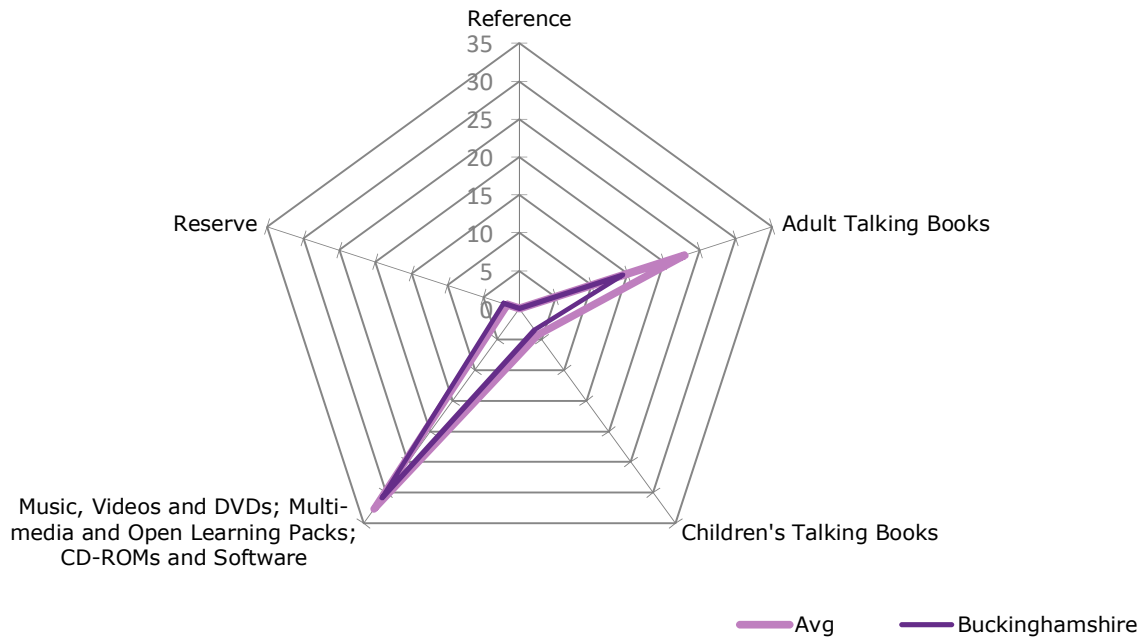 Reference
35
30
25
20
15
10
5
0
Adult Talking Books
Reserve
Music, Videos and DVDs; Multi-
media and Open Learning Packs;
CD-ROMs and Software
Children's Talking Books
Avg
Buckinghamshire